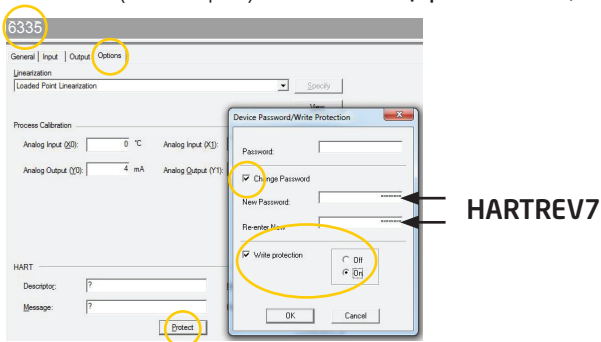 6335
General Input Output Options
Linearization
Loaded Point Linearization
Specify
Device Password/Write Protection
Process Calibration
Analog Input (X0): 0 °C Analog Input (X1):
Password:
Analog Output (Y0): 4 mA Analog Output (Y1):
Change Password
New Password: ********
HARTREV7
Re-enter New
Write protection
Off
On
HART
Descriptor: ?
Message: ?
Protect
OK Cancel